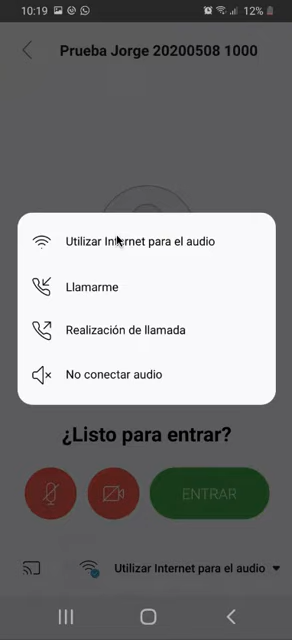 10:19
12%
Prueba Jorge 20200508 1000
Utilizar Internet para el audio
Llamarme
Realización de llamada
No conectar audio
¿Listo para entrar?
ENTRAR
Utilizar Internet para el audio